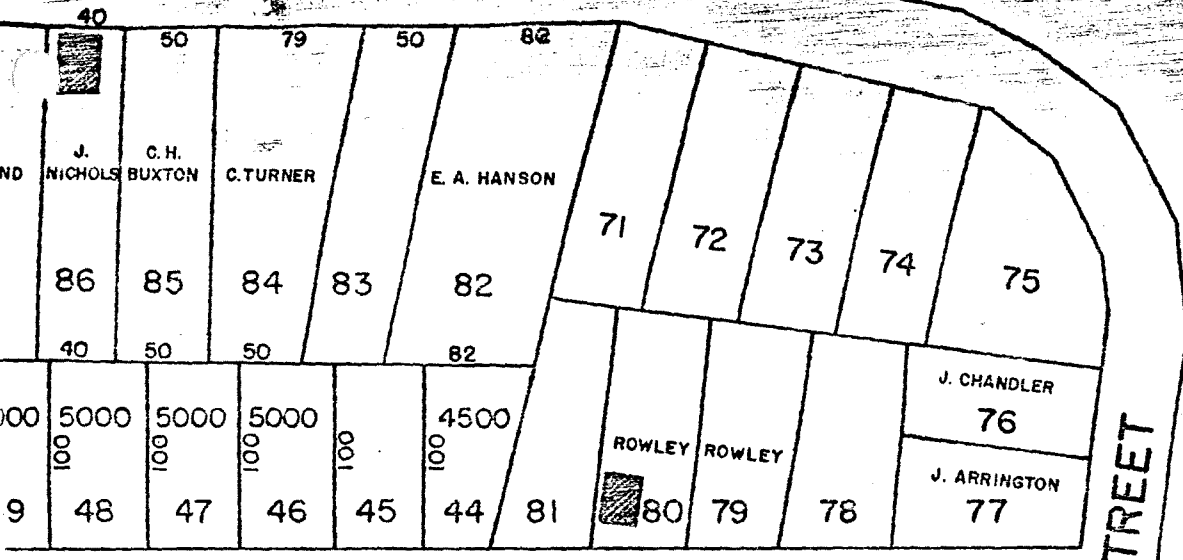 40
50 79 50 82
J.
NICHOLS
C. H.
BUXTON
C. TURNER
E. A. HANSON
ND
71 72 73 74 75
86 85 84 83 82
40 50 50 82
J. CHANDLER
76
000 5000 5000 5000 4500
100 100 100 100 100
ROWLEY ROWLEY
J. ARRINGTON
77
9 48 47 46 45 44 81 80 79 78
TREET